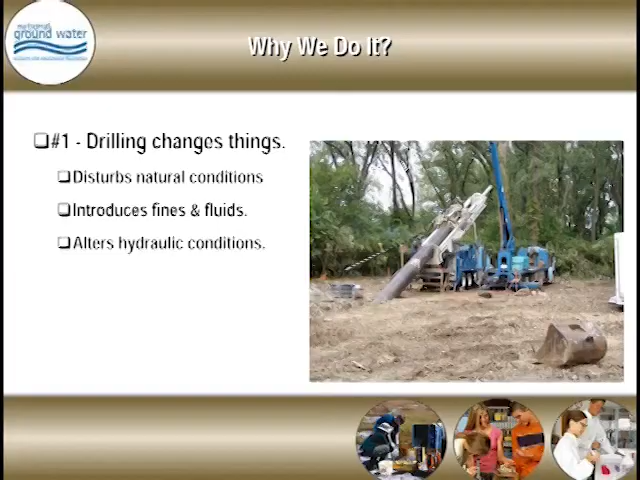 ground water
Why We Do It?
#1 - Drilling changes things.
Disturbs natural conditions
Introduces fines & fluids.
Alters hydraulic conditions.